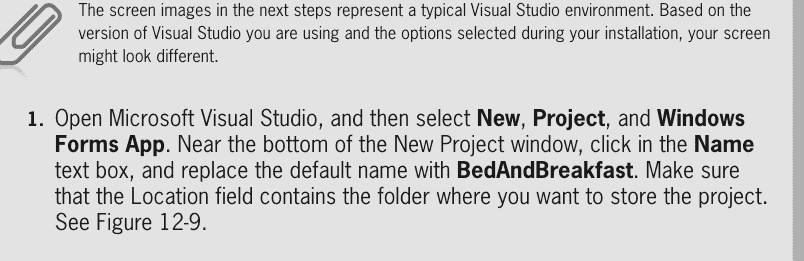 The screen images in the next steps represent a typical Visual Studio environment. Based on the
version of Visual Studio you are using and the options selected during your installation, your screen
might look different.
1. Open Microsoft Visual Studio, and then select New, Project, and Windows
Forms App. Near the bottom of the New Project window, click in the Name
text box, and replace the default name with BedAndBreakfast. Make sure
that the Location field contains the folder where you want to store the project.
See Figure 12-9.